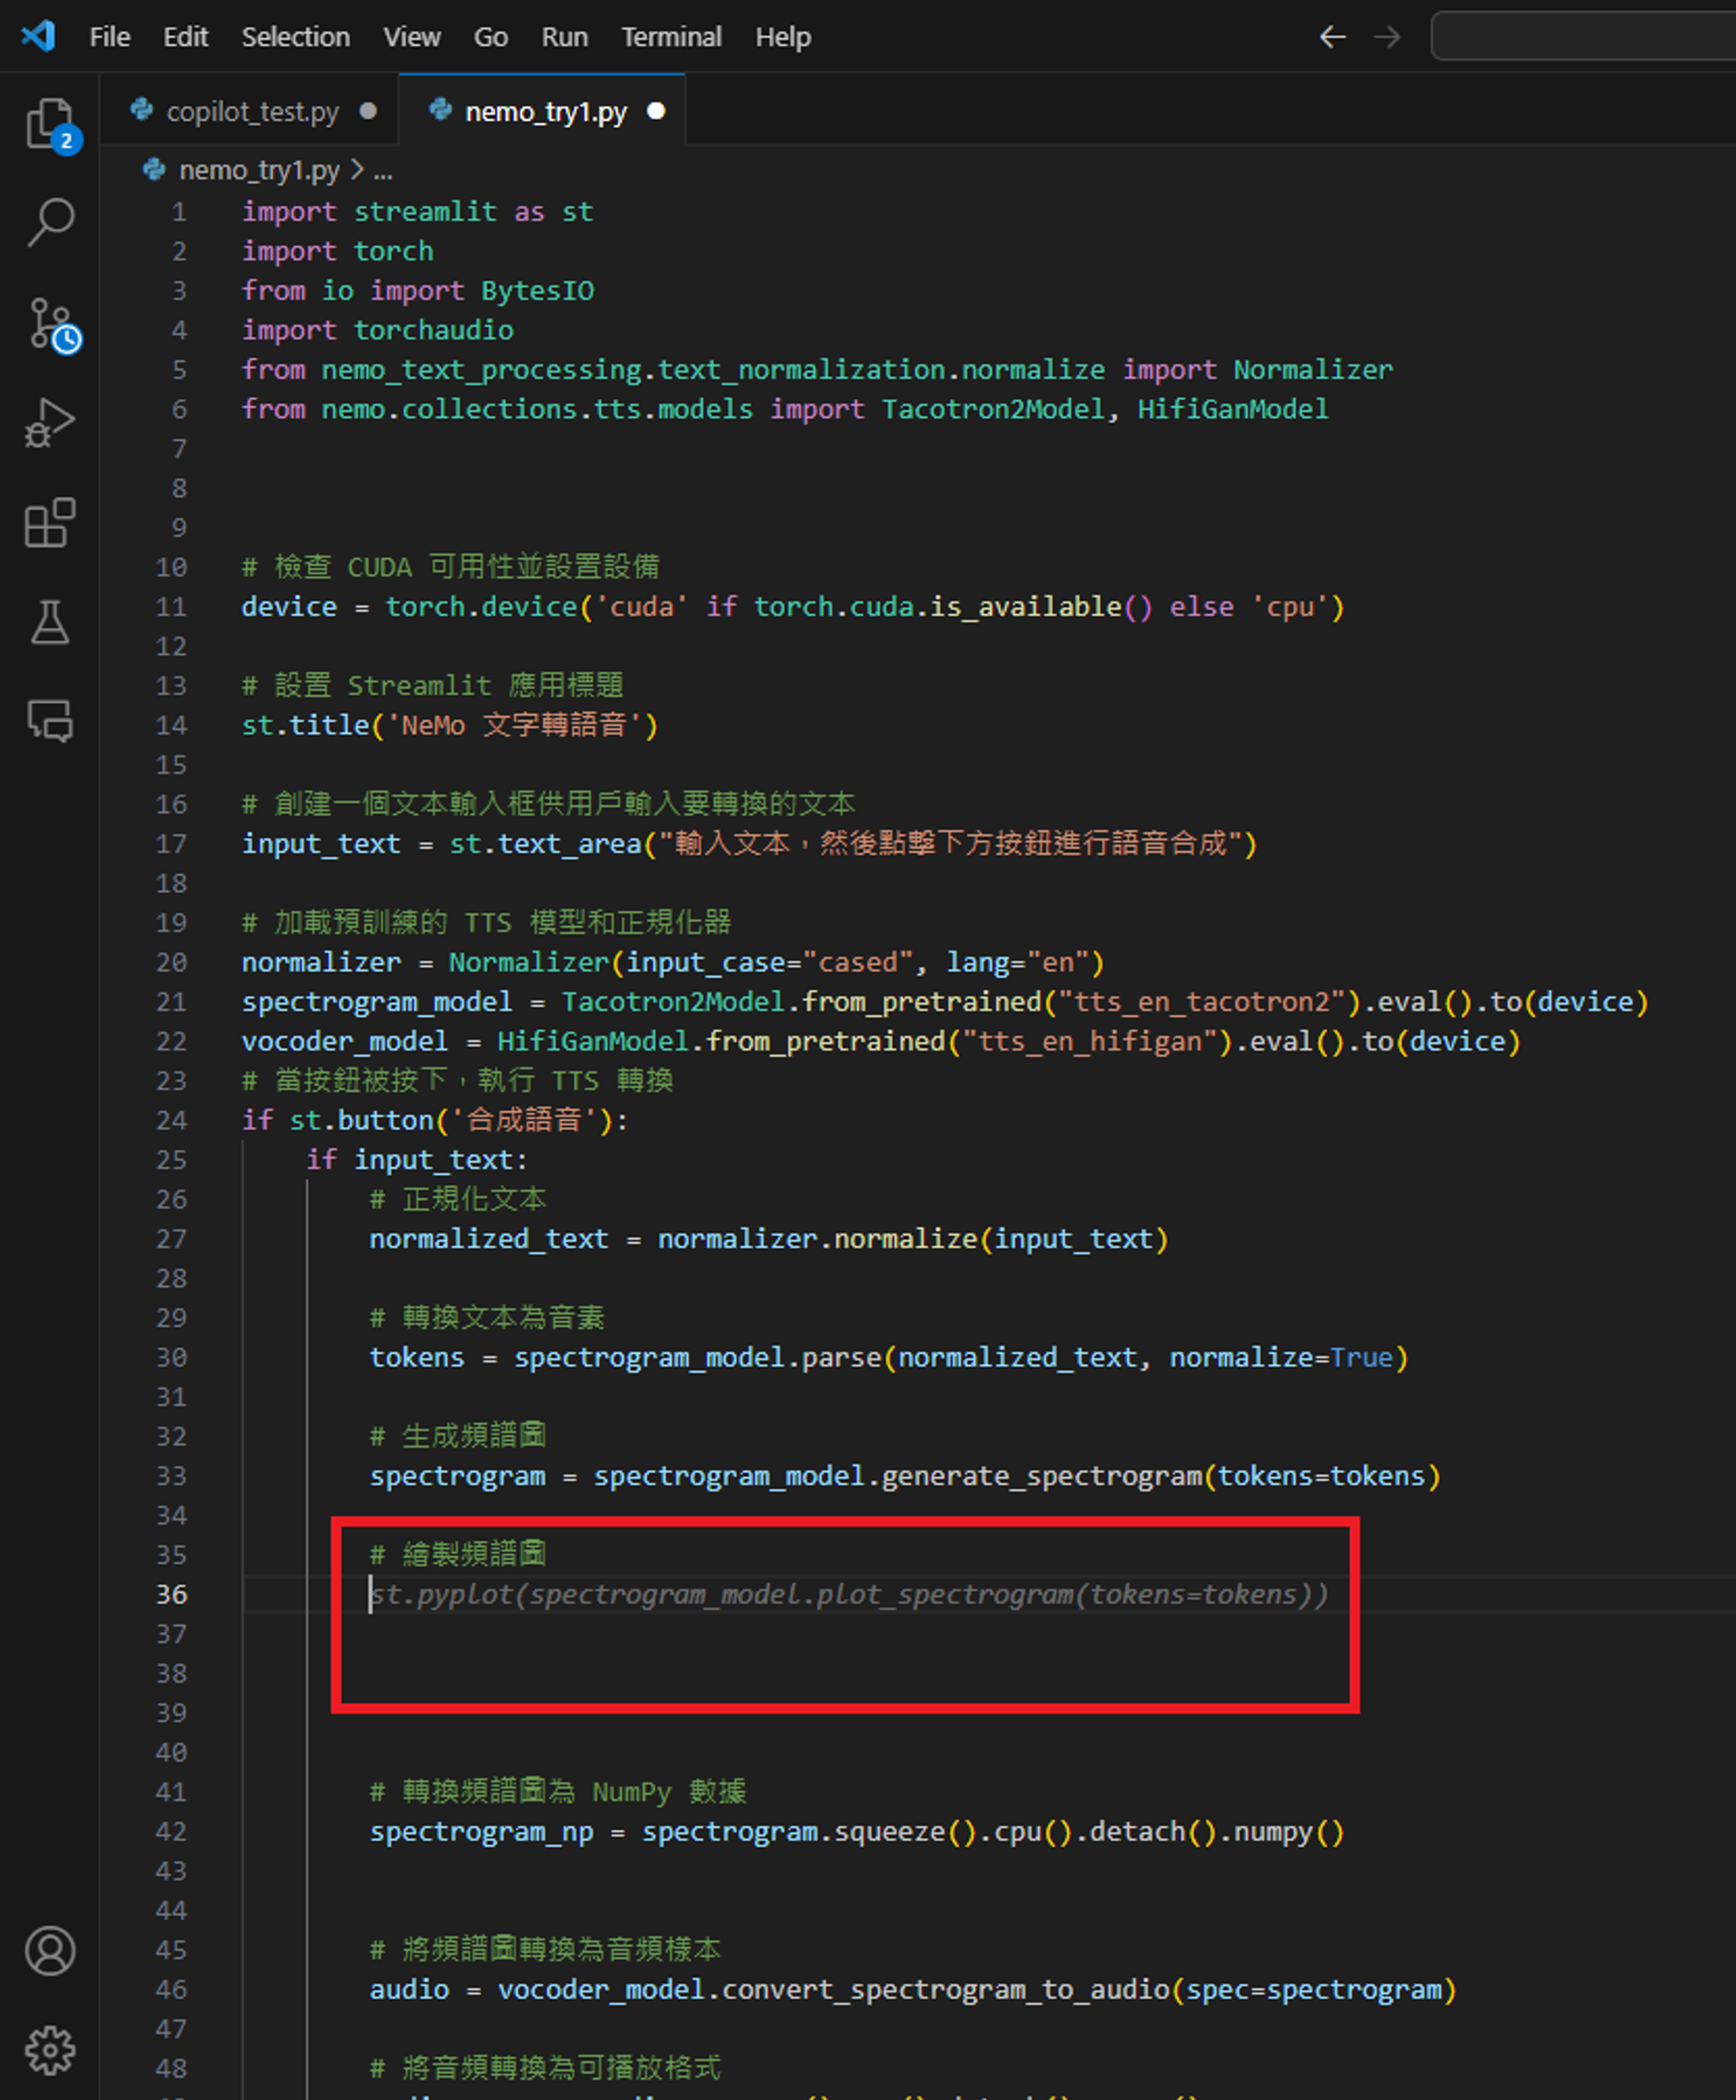 File Edit Selection View Go Run Terminal Help
copilot_test.py nemo_try1.py
2
nemo_try1.py > ...
1 import streamlit as st
2 import torch
3 from io import BytesIO
4 import torchaudio
5 from nemo_text_processing.text_normalization.normalize import Normalizer
6 from nemo.collections.tts.models import Tacotron2Model, HifiGanModel
7
8
9
10 # 檢查 CUDA 可用性並設置設備
11 device = torch.device('cuda' if torch.cuda.is_available() else 'cpu')
12
13 # 設置 Streamlit 應用標題
14 st.title('NeMo 文字轉語音')
15
16 # 創建一個文本輸入框供用戶輸入要轉換的文本
17 input_text = st.text_area("輸入文本，然後點擊下方按鈕進行語音合成")
18
19 # 加載預訓練的 TTS 模型和正規化器
20 normalizer = Normalizer(input_case="cased", lang="en")
21 spectrogram_model = Tacotron2Model.from_pretrained("tts_en_tacotron2").eval().to(device)
22 vocoder_model = HifiGanModel.from_pretrained("tts_en_hifigan").eval().to(device)
23 # 當按鈕被按下，執行 TTS 轉換
24 if st.button('合成語音'):
25 if input_text:
26 # 正規化文本
27 normalized_text = normalizer.normalize(input_text)
28
29 # 轉換文本為音素
30 tokens = spectrogram_model.parse(normalized_text, normalize=True)
31
32 # 生成頻譜圖
33 spectrogram = spectrogram_model.generate_spectrogram(tokens=tokens)
34
35 # 繪製頻譜圖
36 st.pyplot(spectrogram_model.plot_spectrogram(tokens=tokens))
37
38
39
40
41 # 轉換頻譜圖為 NumPy 數據
42 spectrogram_np = spectrogram.squeeze().cpu().detach().numpy()
43
44
45 # 將頻譜圖轉換為音頻樣本
46 audio = vocoder_model.convert_spectrogram_to_audio(spec=spectrogram)
47
48 # 將音頻轉換為可播放格式